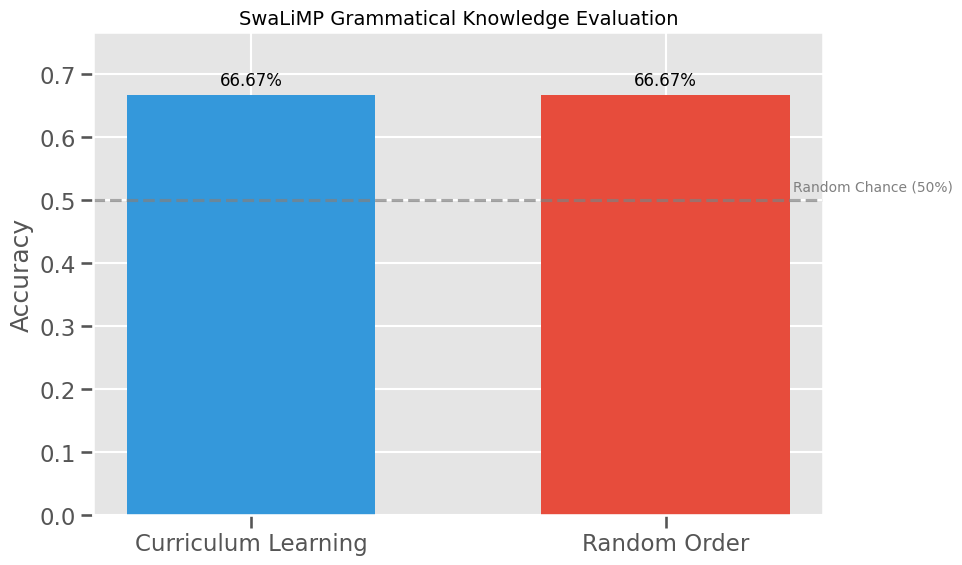 SwaLiMP Grammatical Knowledge Evaluation
Accuracy
0.7
0.6
0.5
0.4
0.3
0.2
0.1
0.0
66.67%
66.67%
Random Chance (50%)
Curriculum Learning
Random Order